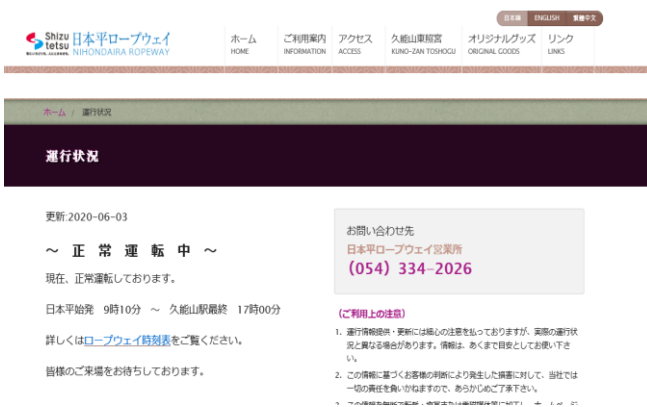 日本語 ENGLISH 繁體中文
Shizu
tetsu
日本平ロープウェイ
NIHONDAIRA ROPEWAY
ホーム ご利用案内 アクセス 久能山東照宮 オリジナルグッズ リンク
HOME INFORMATION ACCESS KUNO-ZAN TOSHOGU ORIGINAL GOODS LINKS
ホーム / 運行状況
運行状況
更新:2020-06-03
～ 正 常 運 転 中 ～
現在、正常運転しております。
日本平始発 9時10分 ～ 久能山駅最終 17時00分
詳しくはロープウェイ時刻表をご覧ください。
皆様のご来場をお待ちしております。
お問い合わせ先
日本平ロープウェイ営業所
（054）334-2026
（ご利用上の注意）
1. 運行情報提供・更新には細心の注意を払っておりますが、実際の運行状
況と異なる場合があります。情報は、あくまで目安としてお使い下さ
い。
2. この情報に基づくお客様の判断により発生した損害に対して、当社では
一切の責任を負いかねますので、あらかじめご了承下さい。